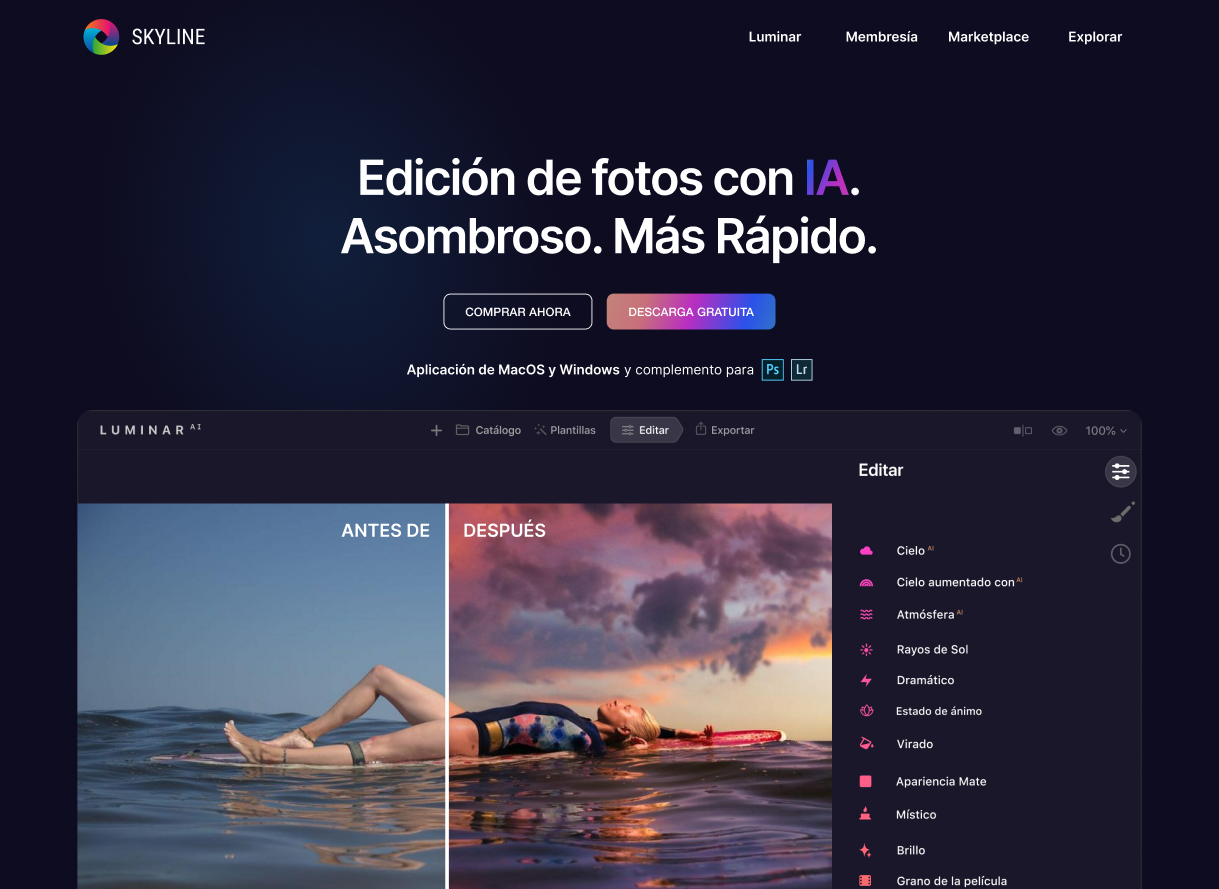 SKYLINE
Luminar Membresía Marketplace Explorar
Edición de fotos con IA.
Asombroso. Más Rápido.
COMPRAR AHORA DESCARGA GRATUITA
Aplicación de MacOS y Windows y complemento para Ps Lr
LUMINAR AI
Catálogo Plantillas Editar Exportar 100%
Editar
ANTES DE DESPUÉS
Cielo AI
Cielo aumentado con AI
Atmósfera AI
Rayos de Sol
Dramático
Estado de ánimo
Virado
Apariencia Mate
Místico
Brillo
Grano de la película